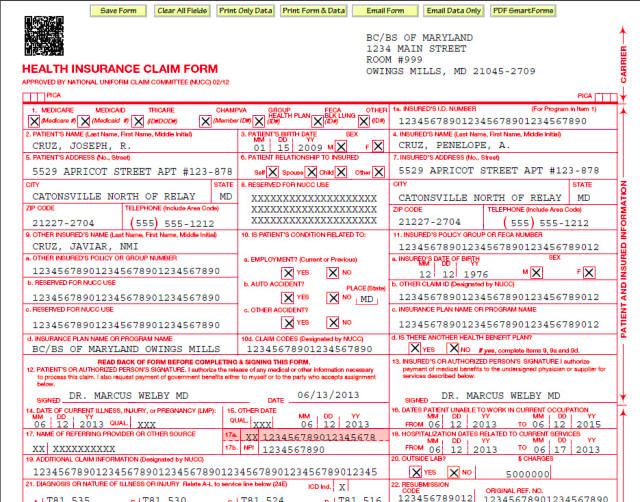 Save Form Clear All Fields Print Only Data Print Form & Data Email Form Email Data Only PDF SmartForms
BC/BS OF MARYLAND
1234 MAIN STREET
ROOM #999
OWINGS MILLS, MD 21045-2709
CARRIER
HEALTH INSURANCE CLAIM FORM
APPROVED BY NATIONAL UNIFORM CLAIM COMMITTEE (NUCC) 02/12
PICA PICA
1. MEDICARE MEDICAID TRICARE CHAMPVA GROUP HEALTH PLAN FECA BLK LUNG OTHER 1a. INSURED'S I.D. NUMBER (For Program in Item 1)
X (Medicare #) X (Medicaid #) X (ID#/DOD#) X (Member ID#) X (ID#) X (ID#) X (ID#) 123456789012345678901234567890
2. PATIENT'S NAME (Last Name, First Name, Middle Initial) 3. PATIENT'S BIRTH DATE SEX 4. INSURED'S NAME (Last Name, First Name, Middle Initial)
MM DD YY
CRUZ, JOSEPH, R. 01 15 2009 M X F X CRUZ, PENELOPE, A.
5. PATIENT'S ADDRESS (No., Street) 6. PATIENT RELATIONSHIP TO INSURED 7. INSURED'S ADDRESS (No., Street)
5529 APRICOT STREET APT #123-878 Self X Spouse X Child X Other X 5529 APRICOT STREET APT #123-878
CITY STATE 8. RESERVED FOR NUCC USE CITY STATE
CATONSVILLE NORTH OF RELAY MD XXXXXXXXXXXXXXXXXXX CATONSVILLE NORTH OF RELAY MD
XXXXXXXXXXXXXXXXXXX
ZIP CODE TELEPHONE (Include Area Code) XXXXXXXXXXXXXXXXXXX ZIP CODE TELEPHONE (Include Area Code)
21227-2704 (555) 555-1212 21227-2704 (555) 555-1212
9. OTHER INSURED'S NAME (Last Name, First Name, Middle Initial) 10. IS PATIENT'S CONDITION RELATED TO: 11. INSURED'S POLICY GROUP OR FECA NUMBER
CRUZ, JAVIAR, NMI 12345678901234567890123456789012
a. OTHER INSURED'S POLICY OR GROUP NUMBER a. EMPLOYMENT? (Current or Previous) a. INSURED'S DATE OF BIRTH SEX
MM DD YY
123456789012345678901234567890 X YES X NO 12 12 1976 M X F X
b. RESERVED FOR NUCC USE b. AUTO ACCIDENT? PLACE (State) b. OTHER CLAIM ID (Designated by NUCC)
123456789012345678901234567890 X YES X NO MD 12345678901234567890123456789012
c. RESERVED FOR NUCC USE c. OTHER ACCIDENT? c. INSURANCE PLAN NAME OR PROGRAM NAME
123456789012345678901234567890 X YES X NO 12345678901234567890123456789012
d. INSURANCE PLAN NAME OR PROGRAM NAME 10d. CLAIM CODES (Designated by NUCC) d. IS THERE ANOTHER HEALTH BENEFIT PLAN?
BC/BS OF MARYLAND OWINGS MILLS 1234567890123456789 X YES X NO If yes, complete items 9, 9a and 9d.
PATIENT AND INSURED INFORMATION
READ BACK OF FORM BEFORE COMPLETING & SIGNING THIS FORM.
12. PATIENT'S OR AUTHORIZED PERSON'S SIGNATURE. I authorize the release of any medical or other information necessary
to process this claim. I also request payment of government benefits either to myself or to the party who accepts assignment
below.
13. INSURED'S OR AUTHORIZED PERSON'S SIGNATURE I authorize
payment of medical benefits to the undersigned physician or supplier for
services described below.
SIGNED DR. MARCUS WELBY MD DATE 06/13/2013 SIGNED DR. MARCUS WELBY MD
14. DATE OF CURRENT ILLNESS, INJURY, or PREGNANCY (LMP): 15. OTHER DATE 16. DATES PATIENT UNABLE TO WORK IN CURRENT OCCUPATION
MM DD YY MM DD YY MM DD YY MM DD YY
06 12 2013 QUAL. XXX QUAL. XXX 06 12 2013 FROM 06 12 2013 TO 06 12 2015
17. NAME OF REFERRING PROVIDER OR OTHER SOURCE 17a. XX 123456789012345678 18. HOSPITALIZATION DATES RELATED TO CURRENT SERVICES
MM DD YY MM DD YY
XX XXXXXXXXXX 17b. NPI 1234567890 FROM 06 12 2013 TO 06 17 2013
19. ADDITIONAL CLAIM INFORMATION (Designated by NUCC) 20. OUTSIDE LAB? $ CHARGES
X YES X NO 5000000
21. DIAGNOSIS OR NATURE OF ILLNESS OR INJURY Relate A-L to service line below (24E) ICD Ind. X 22. RESUBMISSION CODE ORIGINAL REF. NO.